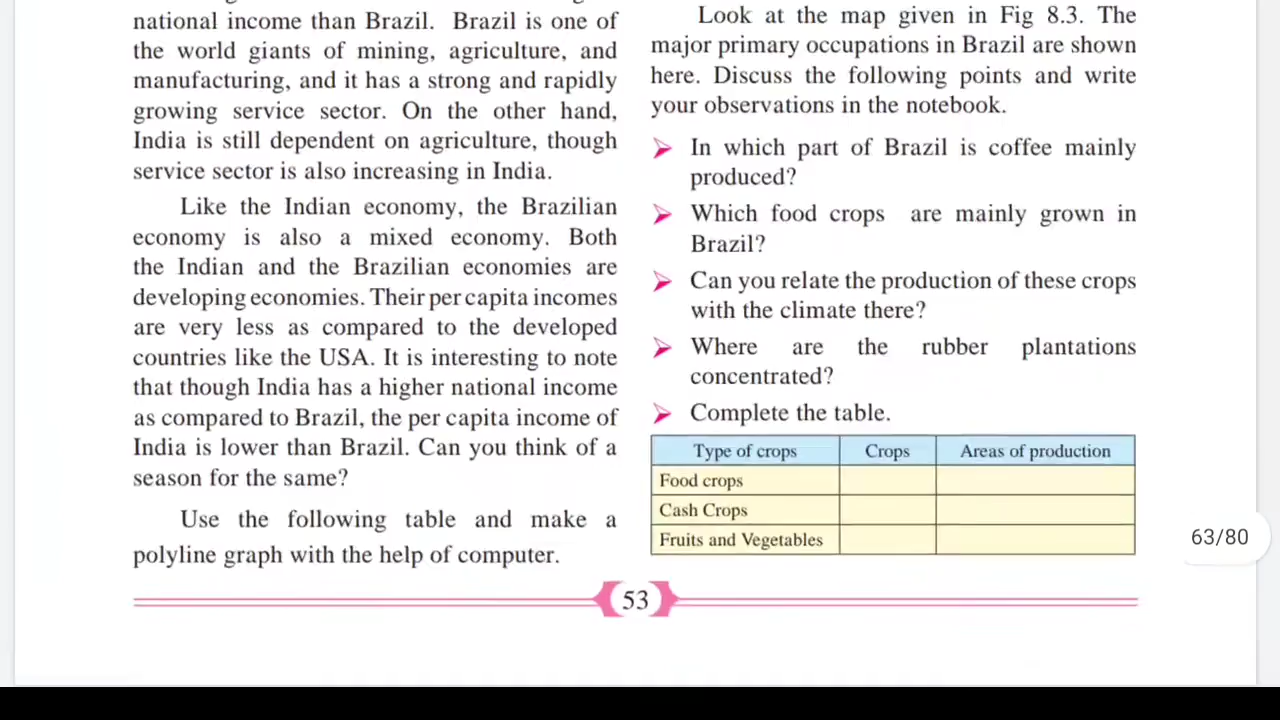 national income than Brazil. Brazil is one of
the world giants of mining, agriculture, and
manufacturing, and it has a strong and rapidly
growing service sector. On the other hand,
India is still dependent on agriculture, though
service sector is also increasing in India.
Like the Indian economy, the Brazilian
economy is also a mixed economy. Both
the Indian and the Brazilian economies are
developing economies. Their per capita incomes
are very less as compared to the developed
countries like the USA. It is interesting to note
that though India has a higher national income
as compared to Brazil, the per capita income of
India is lower than Brazil. Can you think of a
season for the same?
Use the following table and make a
polyline graph with the help of computer.
Look at the map given in Fig 8.3. The
major primary occupations in Brazil are shown
here. Discuss the following points and write
your observations in the notebook.
In which part of Brazil is coffee mainly
produced?
Which food crops are mainly grown in
Brazil?
Can you relate the production of these crops
with the climate there?
Where are the rubber plantations
concentrated?
Complete the table.
Type of crops Crops Areas of production
Food crops
Cash Crops
Fruits and Vegetables
53
63/80